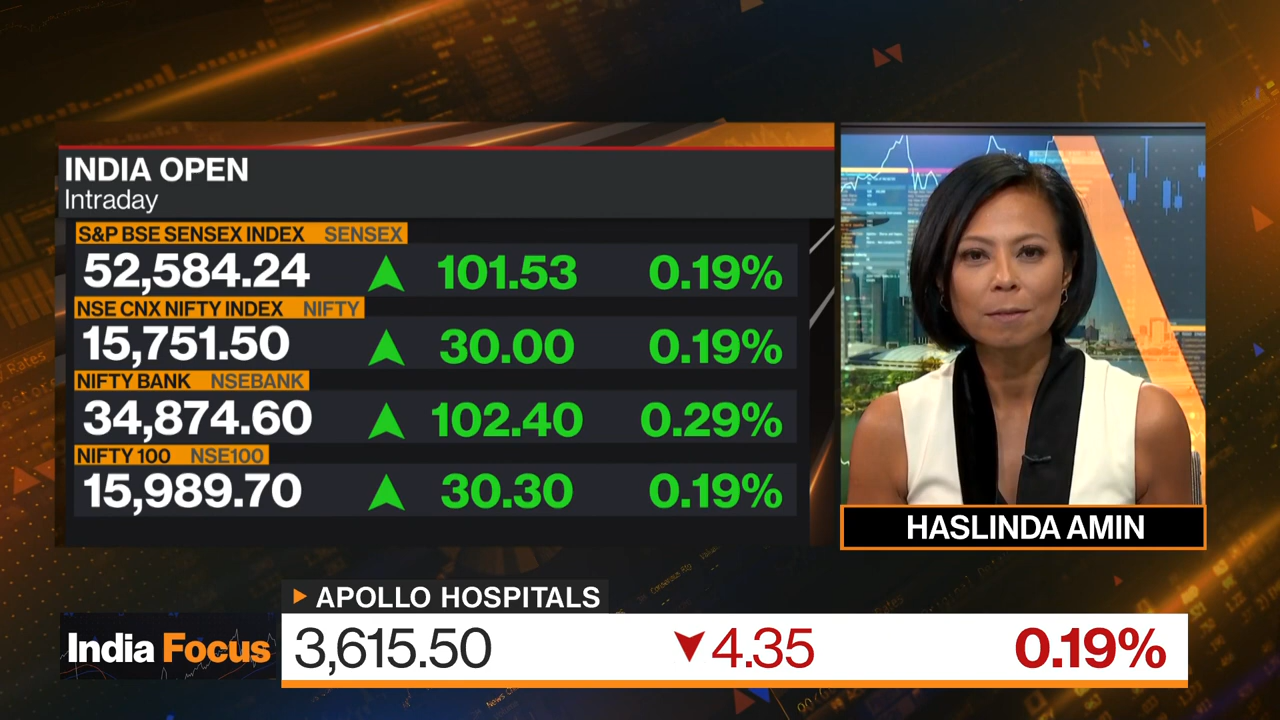 INDIA OPEN
Intraday
S&P BSE SENSEX INDEX SENSEX
52,584.24 ▲ 101.53 0.19%
NSE CNX NIFTY INDEX NIFTY
15,751.50 ▲ 30.00 0.19%
NIFTY BANK NSEBANK
34,874.60 ▲ 102.40 0.29%
NIFTY 100 NSE100
15,989.70 ▲ 30.30 0.19%
HASLINDA AMIN
APOLLO HOSPITALS
India Focus
3,615.50 ▼ 4.35 0.19%